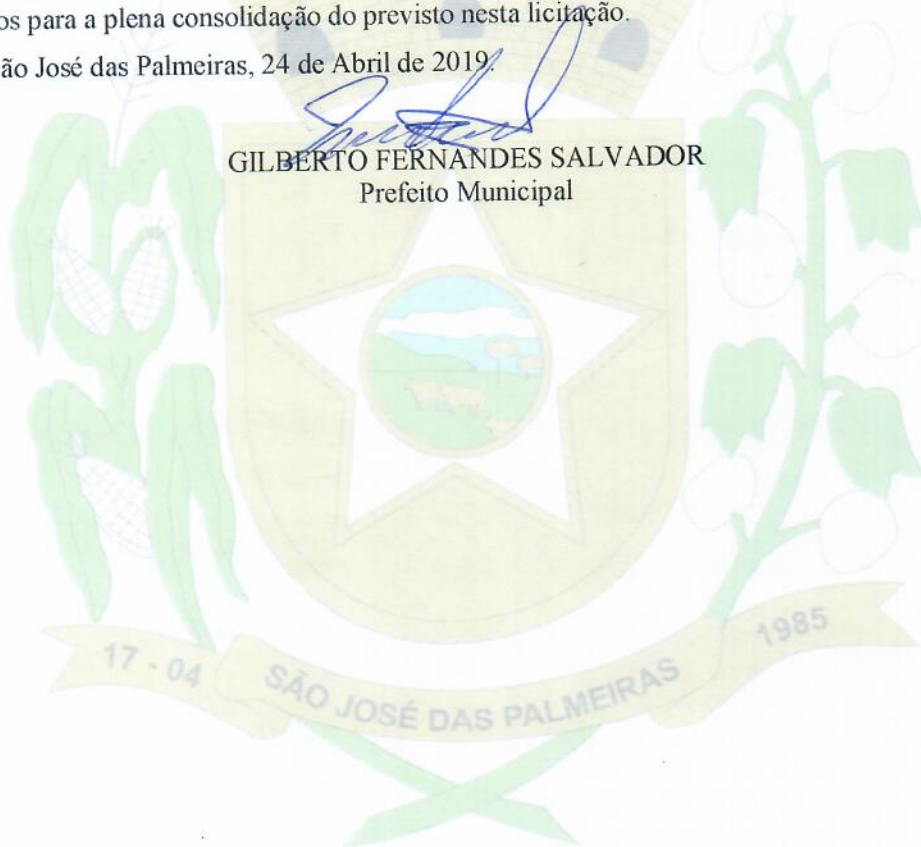 os para a plena consolidação do previsto nesta licitação.
ão José das Palmeiras, 24 de Abril de 2019.
GILBERTO FERNANDES SALVADOR
Prefeito Municipal
17 - 04 SÃO JOSÉ DAS PALMEIRAS 1985